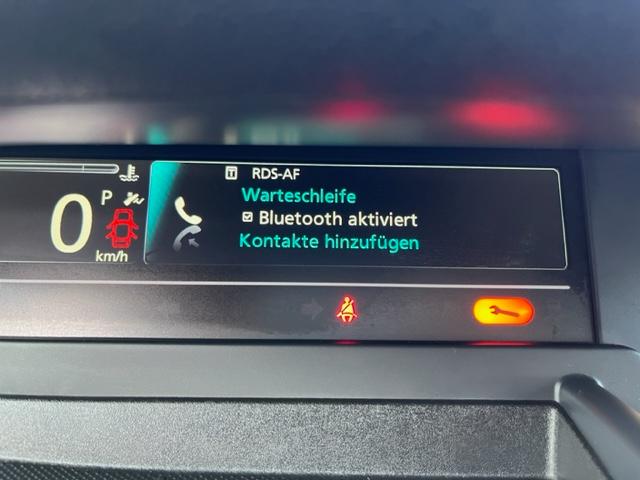 RDS-AF
Warteschleife
Bluetooth aktiviert
Kontakte hinzufügen
P
0
km/h